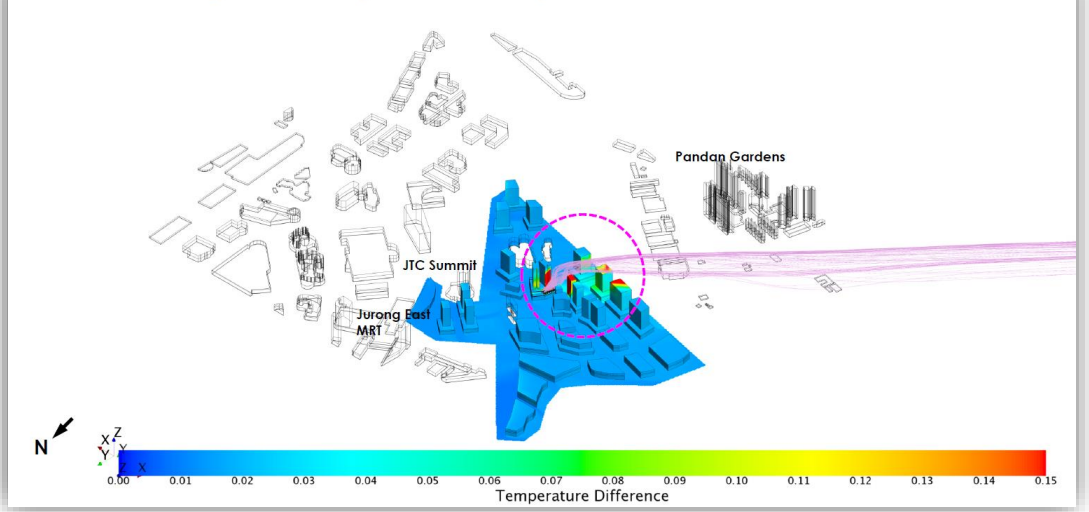 Pandan Gardens
JTC Summit
Jurong East
MRT
N
X Z
Y Y
Z X
0.00 0.01 0.02 0.03 0.04 0.05 0.06 0.07 0.08 0.09 0.10 0.11 0.12 0.13 0.14 0.15
Temperature Difference